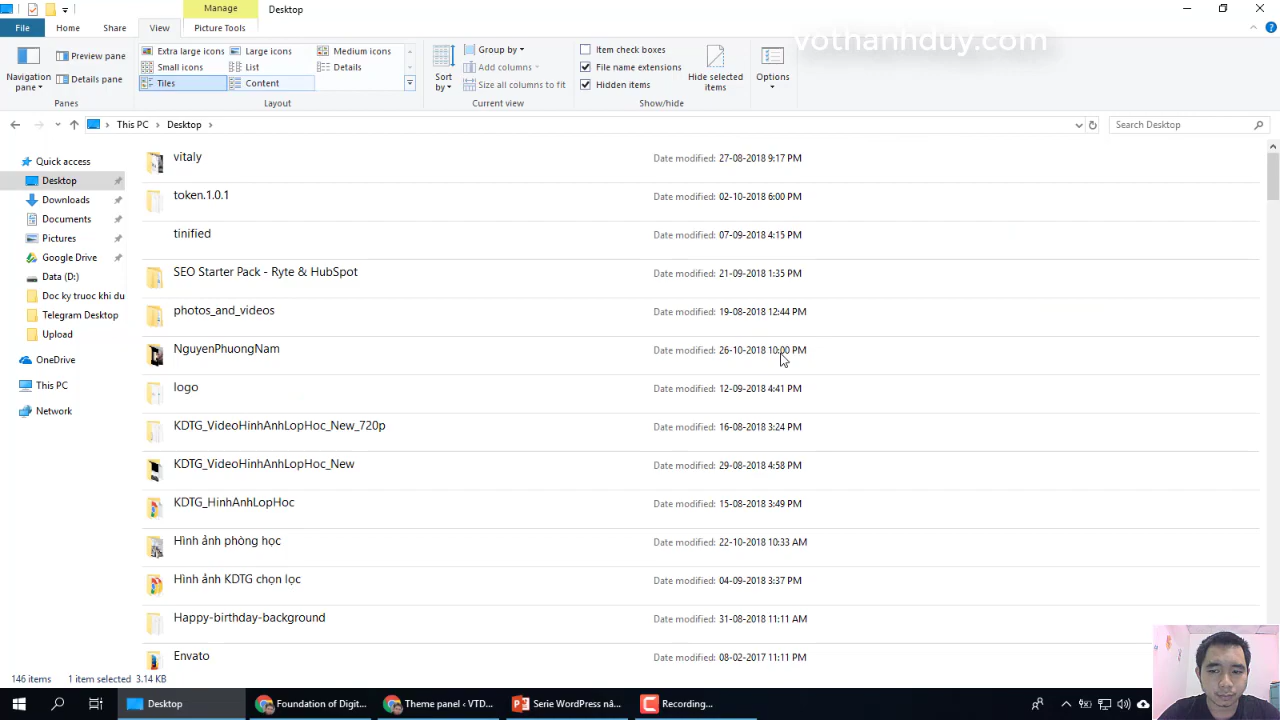 Manage
Desktop
File
Home
Share
View
Picture Tools
vothanhduy.com
Navigation pane
Preview pane
Details pane
Panes
Extra large icons
Large icons
Medium icons
Small icons
List
Details
Tiles
Content
Layout
Sort by
Group by
Add columns
Size all columns to fit
Current view
Item check boxes
File name extensions
Hidden items
Hide selected items
Show/hide
Options
This PC
Desktop
Search Desktop
Quick access
Desktop
Downloads
Documents
Pictures
Google Drive
Data (D:)
Doc ky truoc khi du
Telegram Desktop
Upload
OneDrive
This PC
Network
vitaly Date modified: 27-08-2018 9:17 PM
token.1.0.1 Date modified: 02-10-2018 6:00 PM
tinified Date modified: 07-09-2018 4:15 PM
SEO Starter Pack - Ryte & HubSpot Date modified: 21-09-2018 1:35 PM
photos_and_videos Date modified: 19-08-2018 12:44 PM
NguyenPhuongNam Date modified: 26-10-2018 10:00 PM
logo Date modified: 12-09-2018 4:41 PM
KDTG_VideoHinhAnhLopHoc_New_720p Date modified: 16-08-2018 3:24 PM
KDTG_VideoHinhAnhLopHoc_New Date modified: 29-08-2018 4:58 PM
KDTG_HinhAnhLopHoc Date modified: 15-08-2018 3:49 PM
Hình ảnh phòng học Date modified: 22-10-2018 10:33 AM
Hình ảnh KDTG chọn lọc Date modified: 04-09-2018 3:37 PM
Happy-birthday-background Date modified: 31-08-2018 11:11 AM
Envato Date modified: 08-02-2017 11:11 PM
146 items 1 item selected 3.14 KB
Desktop
Foundation of Digit...
Theme panel ‹ VTD...
Serie WordPress nâ...
Recording...